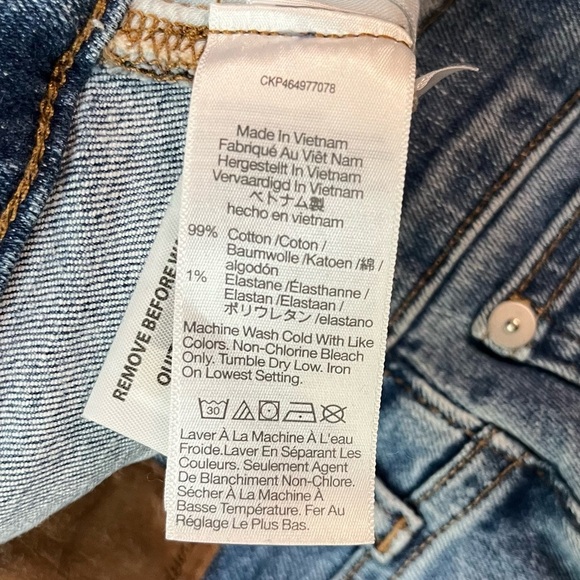 CKP464977078
Made In Vietnam
Fabriqué Au Viêt Nam
Hergestellt In Vietnam
Vervaardigd In Vietnam
ベトナム製
hecho en vietnam
99% Cotton /Coton /
Baumwolle /Katoen /綿 /
algodón
1% Elastane /Élasthanne /
Elastan /Elastaan /
ポリウレタン /elastano
Machine Wash Cold With Like
Colors. Non-Chlorine Bleach
Only. Tumble Dry Low. Iron
On Lowest Setting.
30
Laver À La Machine À L'eau
Froide.Laver En Séparant Les
Couleurs. Seulement Agent
De Blanchiment Non-Chlore.
Sécher À La Machine À
Basse Température. Fer Au
Réglage Le Plus Bas.
REMOVE BEFORE